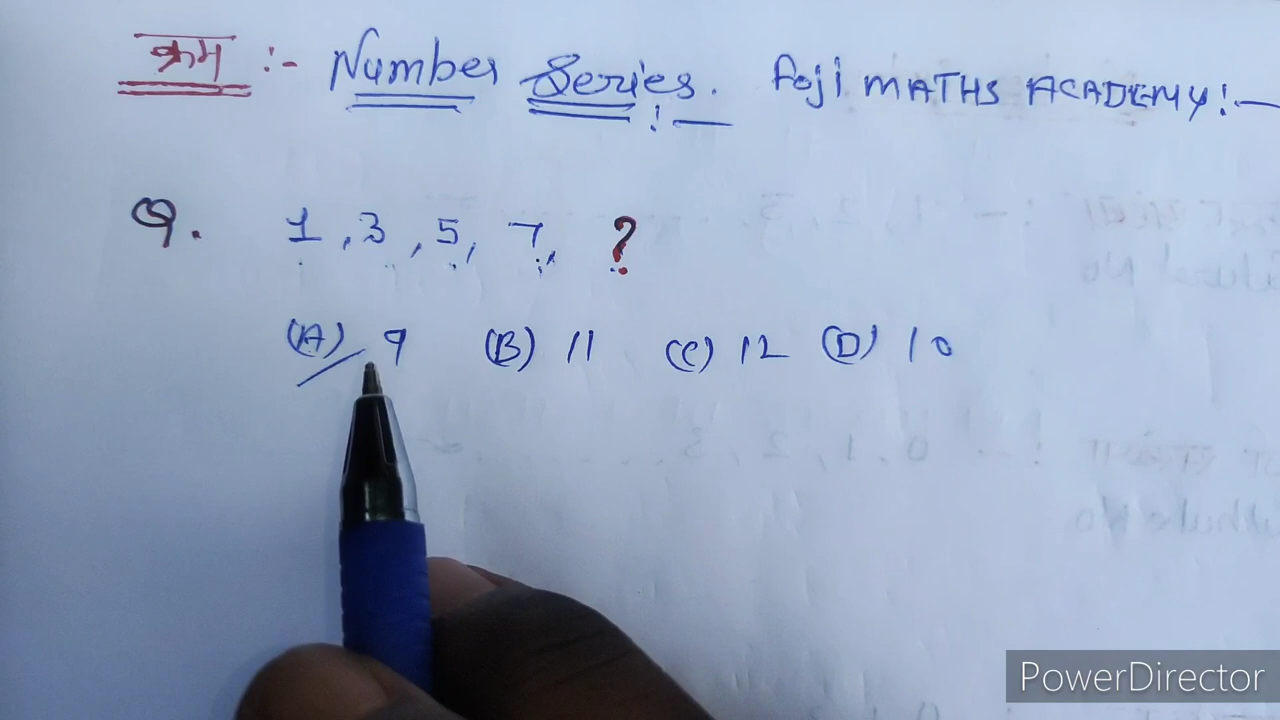 क्रम :- Number Series. Foji MATHS ACADEMY:-
:-
Q. 1, 3, 5, 7, ?
(A) 9 (B) 11 (C) 12 (D) 10
PowerDirector